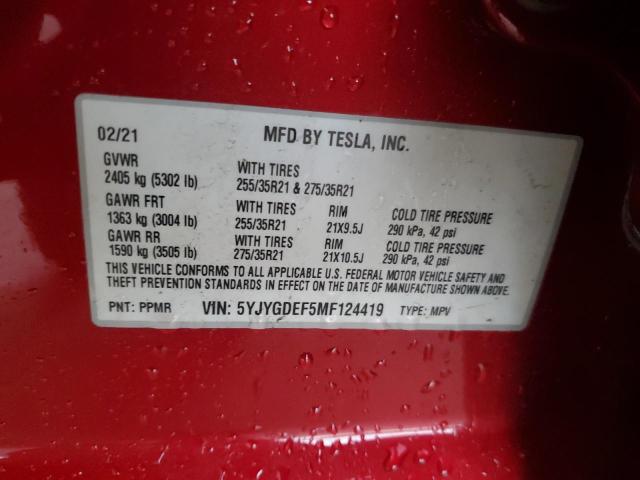 02/21 MFD BY TESLA, INC.
GVWR WITH TIRES
2405 kg (5302 lb) 255/35R21 & 275/35R21
GAWR FRT WITH TIRES RIM COLD TIRE PRESSURE
1363 kg (3004 lb) 255/35R21 21X9.5J 290 kPa, 42 psi
GAWR RR WITH TIRES RIM COLD TIRE PRESSURE
1590 kg (3505 lb) 275/35R21 21X10.5J 290 kPa, 42 psi
THIS VEHICLE CONFORMS TO ALL APPLICABLE U.S. FEDERAL MOTOR VEHICLE SAFETY AND
THEFT PREVENTION STANDARDS IN EFFECT ON THE DATE OF MANUFACTURE SHOWN ABOVE.
PNT: PPMR VIN: 5YJYGDEF5MF124419 TYPE: MPV